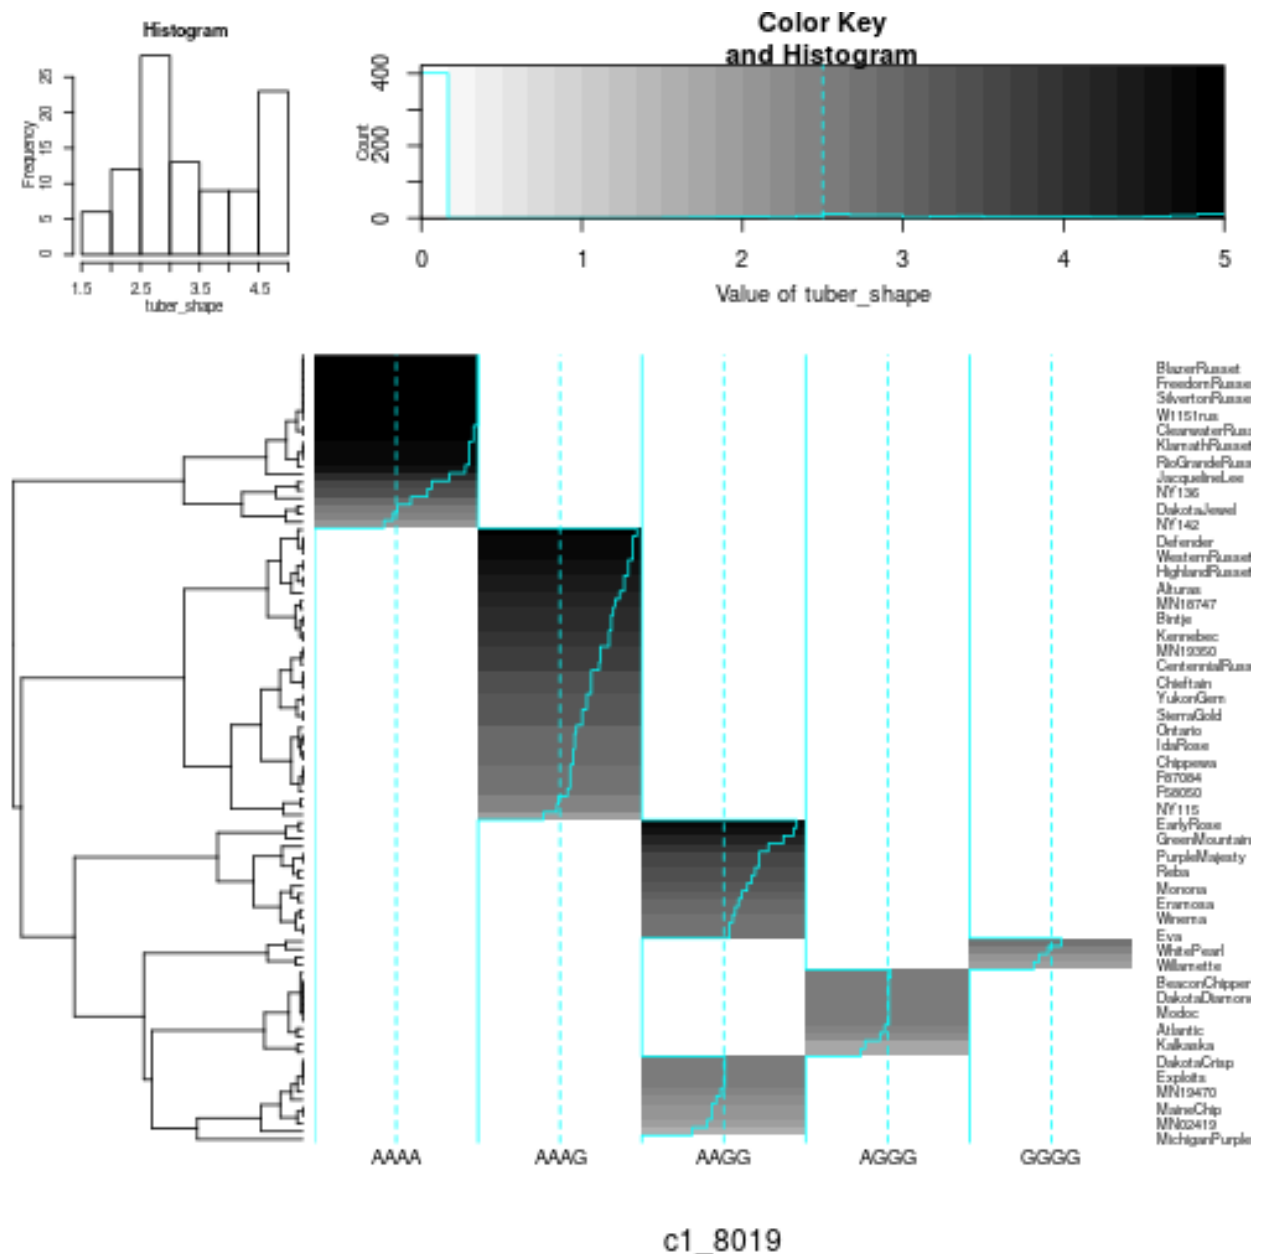 Histogram
Frequency
0
5
10
15
20
25
1.5
2.5
3.5
4.5
tuber_shape
Color Key
and Histogram
Count
0
200
400
0
1
2
3
4
5
Value of tuber_shape
BlazerRusset
FreedomRusse
SilvertonRusse
W1151rus
ClearwaterRuss
KlamathRusset
RioGrandeRuss
JacquelineLee
NY136
DakotaJewel
NY142
Defender
WesternRusset
HighlandRusset
Alturas
MN18747
Bintje
Kennebec
MN19350
CentennialRuss
Chieftain
YukonGem
SierraGold
Ontario
IdaRose
Chippewa
F87084
F58050
NY115
EarlyRose
GreenMountain
PurpleMajesty
Reba
Monona
Eramosa
Winema
Eva
WhitePearl
Willamette
BeaconChipper
DakotaDiamon
Modoc
Atlantic
Kalkaska
DakotaCrisp
Exploits
MN19470
MaineChip
MN02419
MichiganPurple
AAAA
AAAG
AAGG
AGGG
GGGG
c1_8019